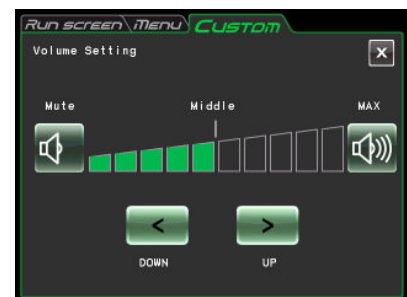 Run screen Menu Custom
Volume Setting
X
Mute Middle MAX
< >
DOWN UP